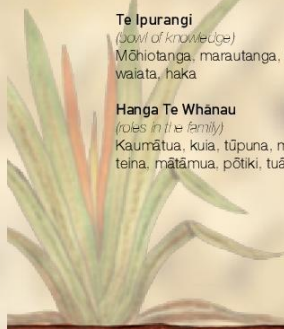 Te Ipurangi
(bowl of knowledge)
Mōhiotanga, marautanga,
waiata, haka
Hanga Te Whānau
(roles in the family)
Kaumātua, kuia, tūpuna,
teina, mātāmua, pōtiki,